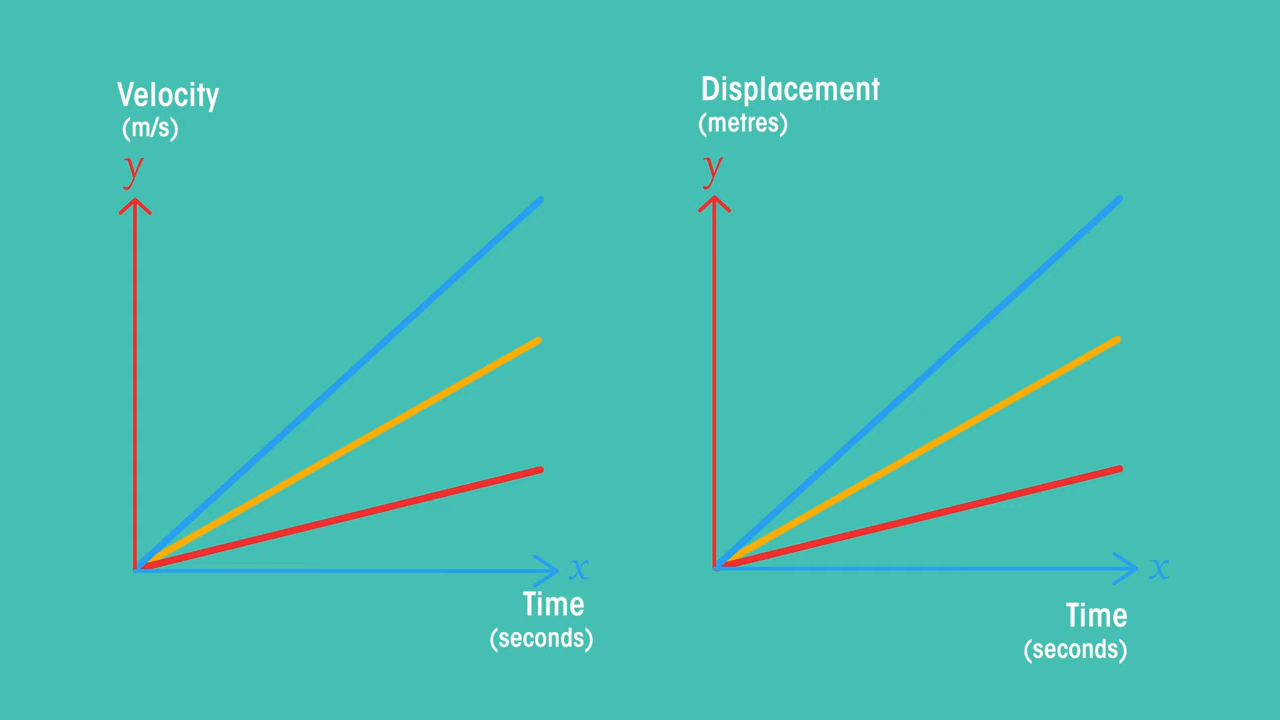 Velocity
(m/s)
y
x
Time
(seconds)
Displacement
(metres)
y
x
Time
(seconds)